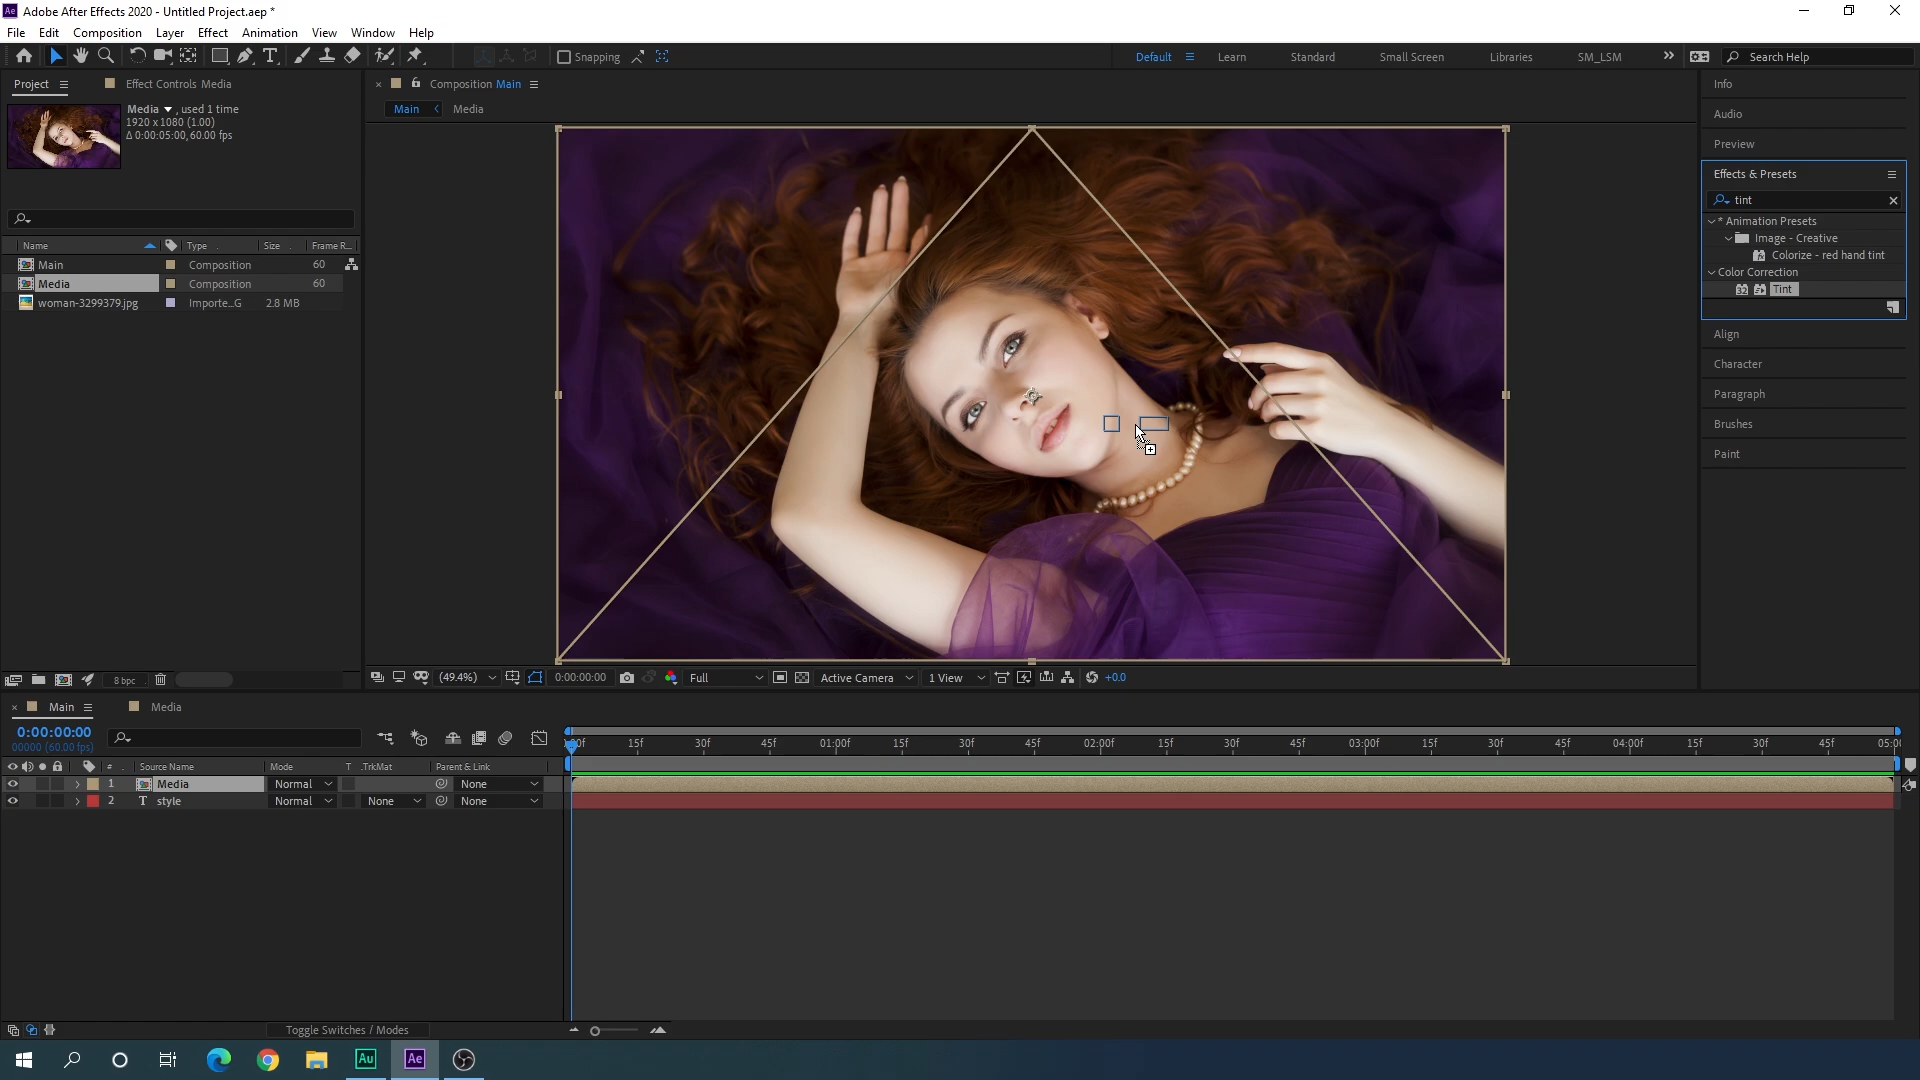 Ae Adobe After Effects 2020 - Untitled Project.aep *
File Edit Composition Layer Effect Animation View Window Help
Snapping
Default Learn Standard Small Screen Libraries SM_LSM
Search Help
Project Effect Controls Media
Media , used 1 time
1920 x 1080 (1.00)
Δ 0:00:05:00, 60.00 fps
Name Type Size Frame R...
Main Composition 60
Media Composition 60
woman-3299379.jpg Importe...G 2.8 MB
8 bpc
Composition Main
Main Media
(49.4%) 0:00:00:00 Full Active Camera 1 View +0.0
Info
Audio
Preview
Effects & Presets
tint
* Animation Presets
Image - Creative
Colorize - red hand tint
Color Correction
32 Tint
Align
Character
Paragraph
Brushes
Paint
Main Media
0:00:00:00
00000 (60.00 fps)
15f 30f 45f 01:00f 15f 30f 45f 02:00f 15f 30f 45f 03:00f 15f 30f 45f 04:00f 15f 30f 45f
# Source Name Mode T .TrkMat Parent & Link
1 Media Normal None
2 T style Normal None None
Toggle Switches / Modes
Au Ae